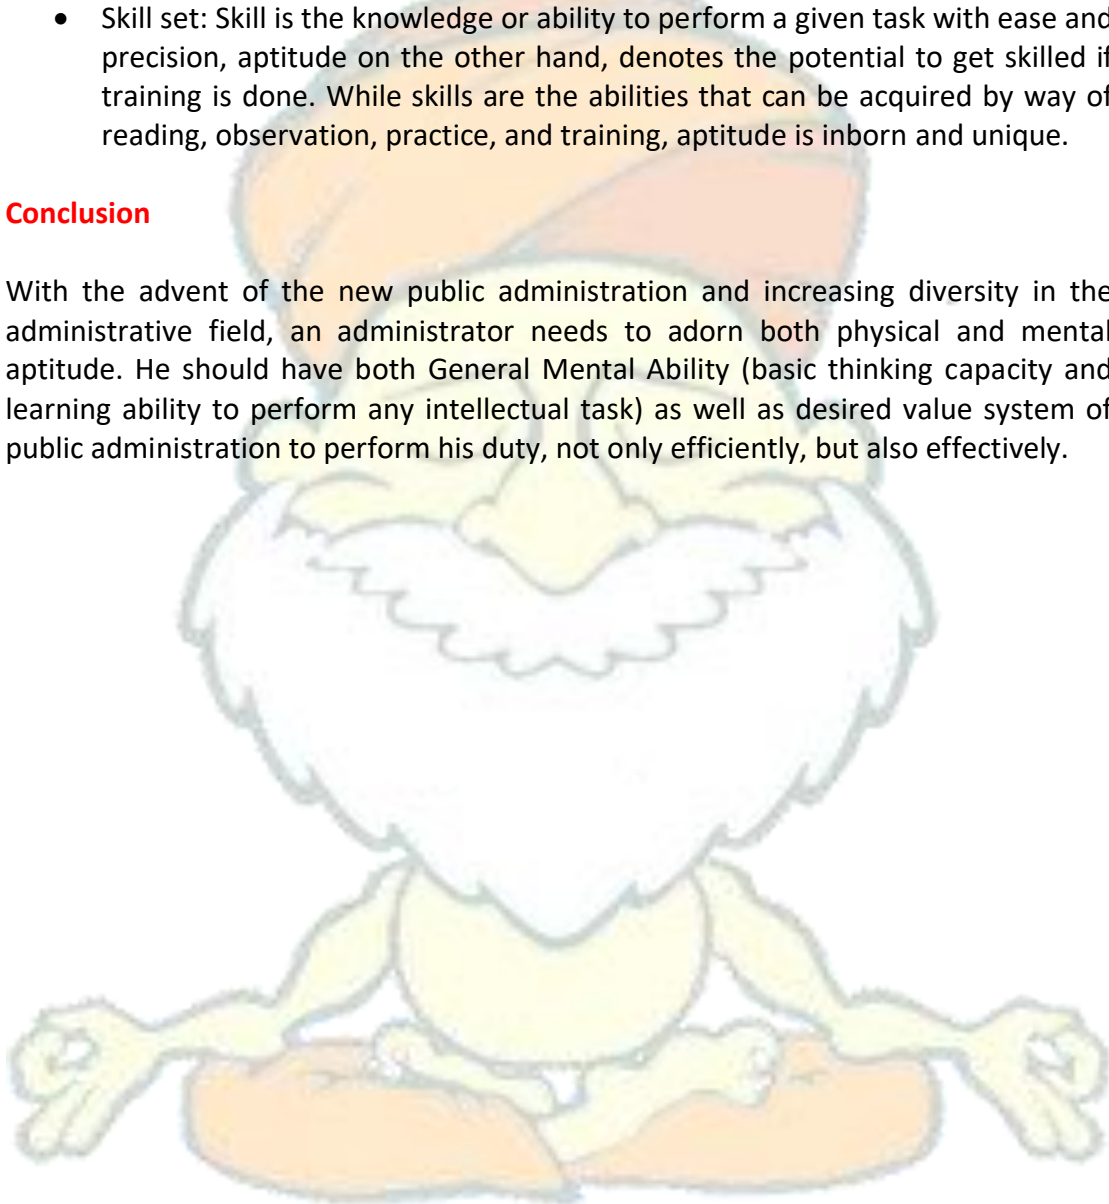 • Skill set: Skill is the knowledge or ability to perform a given task with ease and
precision, aptitude on the other hand, denotes the potential to get skilled if
training is done. While skills are the abilities that can be acquired by way of
reading, observation, practice, and training, aptitude is inborn and unique.
Conclusion
With the advent of the new public administration and increasing diversity in the
administrative field, an administrator needs to adorn both physical and mental
aptitude. He should have both General Mental Ability (basic thinking capacity and
learning ability to perform any intellectual task) as well as desired value system of
public administration to perform his duty, not only efficiently, but also effectively.